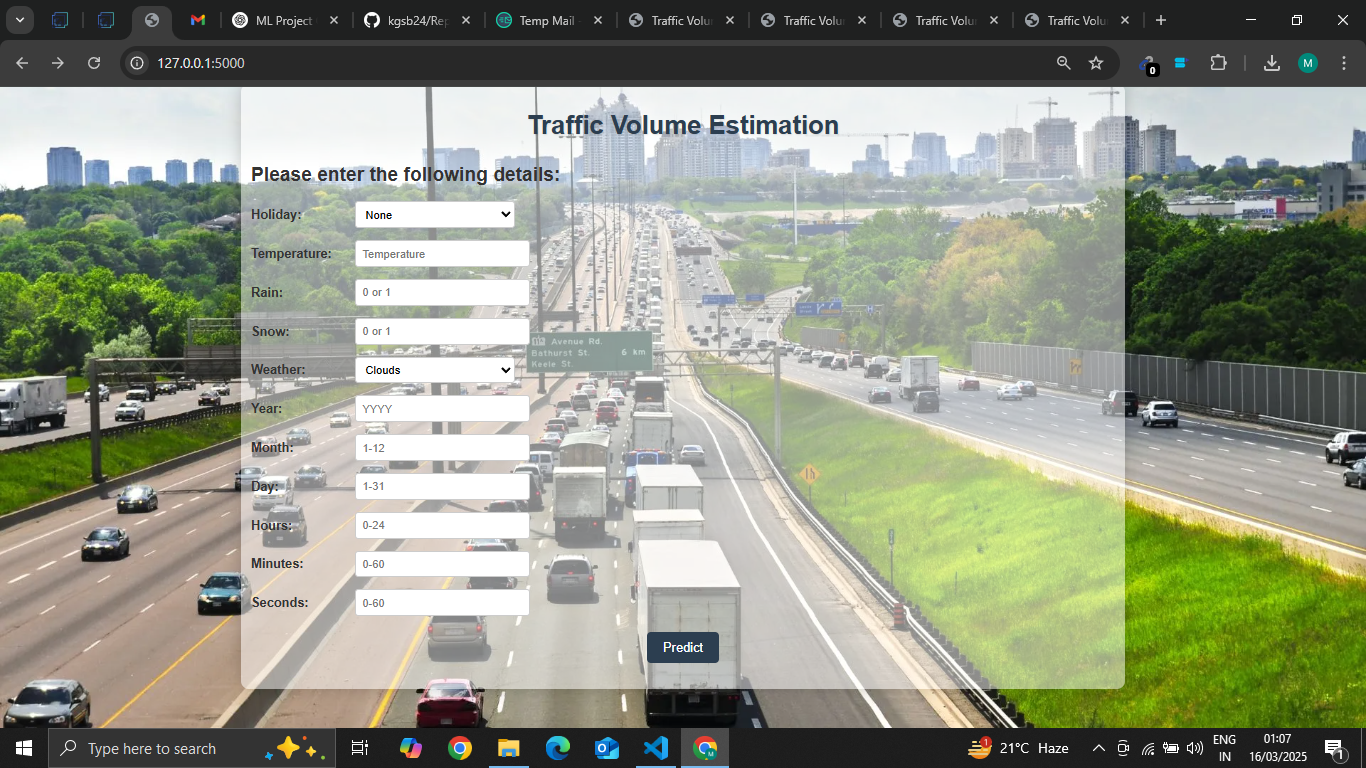 ML Project
kgsb24/Rep
Temp Mail -
Traffic Volu
Traffic Volu
Traffic Volu
Traffic Volu
127.0.0.1:5000
0
M
Traffic Volume Estimation
Please enter the following details:
Holiday: None
Temperature: Temperature
Rain: 0 or 1
Snow: 0 or 1
Avenue Rd.
Bathurst St. 6 km
Keele St.
Weather: Clouds
Year: YYYY
Month: 1-12
Day: 1-31
Hours: 0-24
Minutes: 0-60
Seconds: 0-60
Predict
Type here to search
1
21°C Haze
ENG
IN
01:07
16/03/2025
1